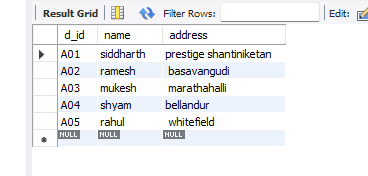 Result Grid Filter Rows: Edit:
d_id name address
A01 siddharth prestige shantiniketan
A02 ramesh basavangudi
A03 mukesh marathahalli
A04 shyam bellandur
A05 rahul whitefield
NULL NULL NULL